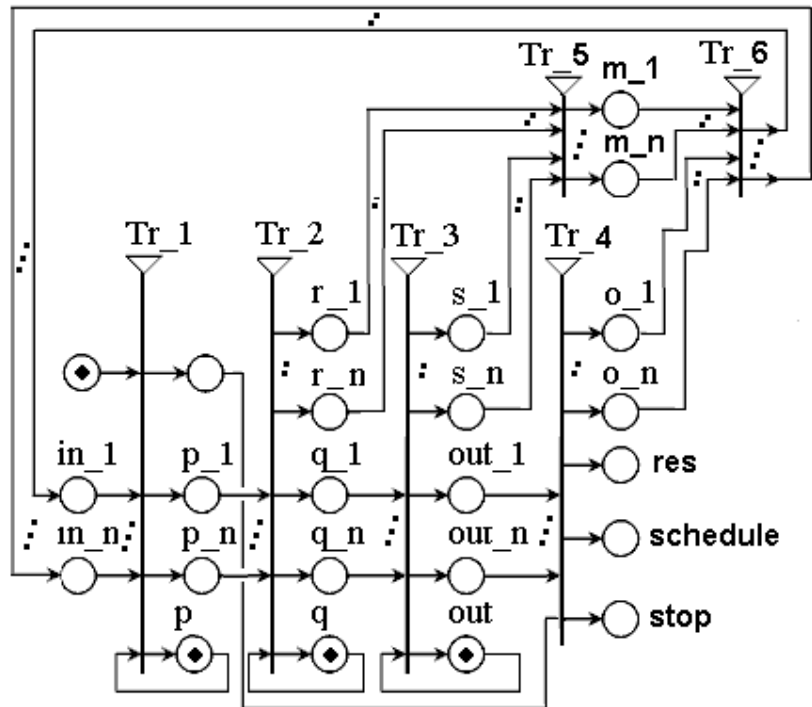 Tr_5 m_1 Tr_6
m_n
Tr_1 Tr_2 Tr_3 Tr_4
r_1 s_1 o_1
r_n s_n o_n
in_1 p_1 q_1 out_1 res
in_n p_n q_n out_n schedule
p q out stop